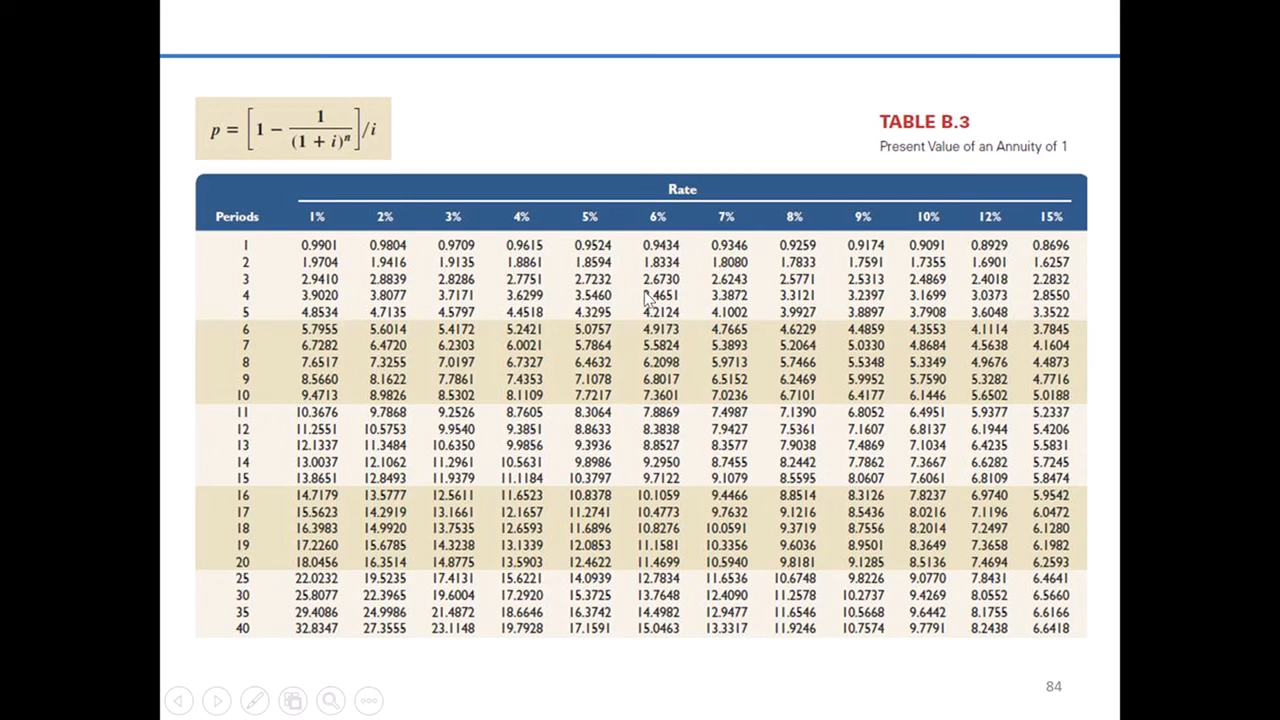 p = [1 − 1/(1 + i)^n]/i
TABLE B.3
Present Value of an Annuity of 1
Rate
Periods 1% 2% 3% 4% 5% 6% 7% 8% 9% 10% 12% 15%
1 0.9901 0.9804 0.9709 0.9615 0.9524 0.9434 0.9346 0.9259 0.9174 0.9091 0.8929 0.8696
2 1.9704 1.9416 1.9135 1.8861 1.8594 1.8334 1.8080 1.7833 1.7591 1.7355 1.6901 1.6257
3 2.9410 2.8839 2.8286 2.7751 2.7232 2.6730 2.6243 2.5771 2.5313 2.4869 2.4018 2.2832
4 3.9020 3.8077 3.7171 3.6299 3.5460 .4651 3.3872 3.3121 3.2397 3.1699 3.0373 2.8550
5 4.8534 4.7135 4.5797 4.4518 4.3295 4.2124 4.1002 3.9927 3.8897 3.7908 3.6048 3.3522
6 5.7955 5.6014 5.4172 5.2421 5.0757 4.9173 4.7665 4.6229 4.4859 4.3553 4.1114 3.7845
7 6.7282 6.4720 6.2303 6.0021 5.7864 5.5824 5.3893 5.2064 5.0330 4.8684 4.5638 4.1604
8 7.6517 7.3255 7.0197 6.7327 6.4632 6.2098 5.9713 5.7466 5.5348 5.3349 4.9676 4.4873
9 8.5660 8.1622 7.7861 7.4353 7.1078 6.8017 6.5152 6.2469 5.9952 5.7590 5.3282 4.7716
10 9.4713 8.9826 8.5302 8.1109 7.7217 7.3601 7.0236 6.7101 6.4177 6.1446 5.6502 5.0188
11 10.3676 9.7868 9.2526 8.7605 8.3064 7.8869 7.4987 7.1390 6.8052 6.4951 5.9377 5.2337
12 11.2551 10.5753 9.9540 9.3851 8.8633 8.3838 7.9427 7.5361 7.1607 6.8137 6.1944 5.4206
13 12.1337 11.3484 10.6350 9.9856 9.3936 8.8527 8.3577 7.9038 7.4869 7.1034 6.4235 5.5831
14 13.0037 12.1062 11.2961 10.5631 9.8986 9.2950 8.7455 8.2442 7.7862 7.3667 6.6282 5.7245
15 13.8651 12.8493 11.9379 11.1184 10.3797 9.7122 9.1079 8.5595 8.0607 7.6061 6.8109 5.8474
16 14.7179 13.5777 12.5611 11.6523 10.8378 10.1059 9.4466 8.8514 8.3126 7.8237 6.9740 5.9542
17 15.5623 14.2919 13.1661 12.1657 11.2741 10.4773 9.7632 9.1216 8.5436 8.0216 7.1196 6.0472
18 16.3983 14.9920 13.7535 12.6593 11.6896 10.8276 10.0591 9.3719 8.7556 8.2014 7.2497 6.1280
19 17.2260 15.6785 14.3238 13.1339 12.0853 11.1581 10.3356 9.6036 8.9501 8.3649 7.3658 6.1982
20 18.0456 16.3514 14.8775 13.5903 12.4622 11.4699 10.5940 9.8181 9.1285 8.5136 7.4694 6.2593
25 22.0232 19.5235 17.4131 15.6221 14.0939 12.7834 11.6536 10.6748 9.8226 9.0770 7.8431 6.4641
30 25.8077 22.3965 19.6004 17.2920 15.3725 13.7648 12.4090 11.2578 10.2737 9.4269 8.0552 6.5660
35 29.4086 24.9986 21.4872 18.6646 16.3742 14.4982 12.9477 11.6546 10.5668 9.6442 8.1755 6.6166
40 32.8347 27.3555 23.1148 19.7928 17.1591 15.0463 13.3317 11.9246 10.7574 9.7791 8.2438 6.6418
84